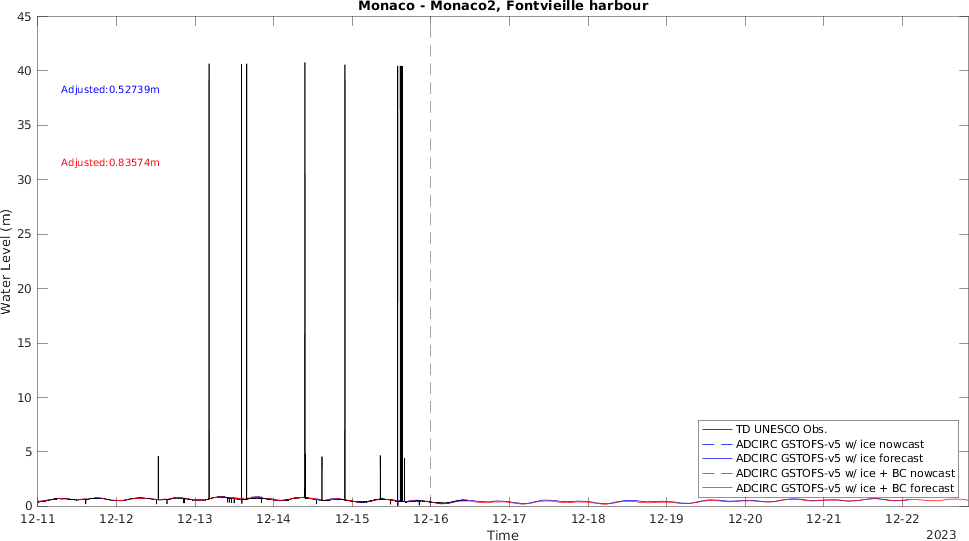 Monaco - Monaco2, Fontvieille harbour
45
40
35
30
25
20
15
10
5
0
Water Level (m)
Adjusted:0.52739m
Adjusted:0.83574m
TD UNESCO Obs.
ADCIRC GSTOFS-v5 w/ ice nowcast
ADCIRC GSTOFS-v5 w/ ice forecast
ADCIRC GSTOFS-v5 w/ ice + BC nowcast
ADCIRC GSTOFS-v5 w/ ice + BC forecast
12-11 12-12 12-13 12-14 12-15 12-16 12-17 12-18 12-19 12-20 12-21 12-22
Time
2023